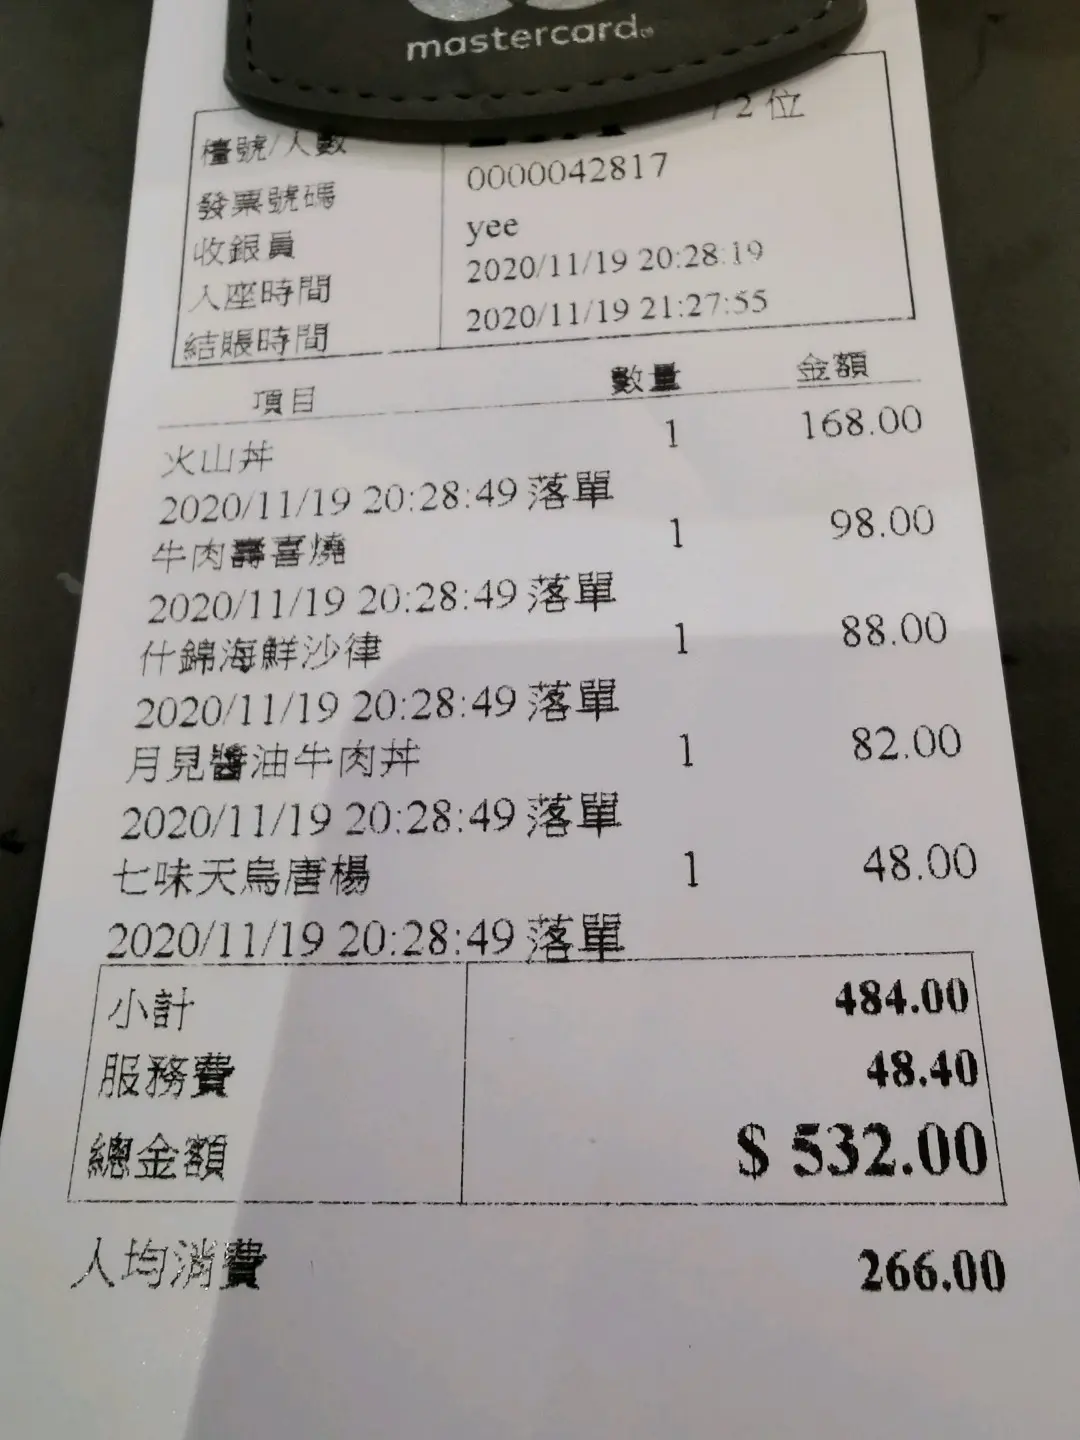 mastercard
檯號/人數 / 2 位
發票號碼 0000042817
收銀員 yee
入座時間 2020/11/19 20:28:19
結賬時間 2020/11/19 21:27:55
項目 數量 金額
火山丼 1 168.00
2020/11/19 20:28:49 落單
牛肉壽喜燒 1 98.00
2020/11/19 20:28:49 落單
什錦海鮮沙律 1 88.00
2020/11/19 20:28:49 落單
月見醬油牛肉丼 1 82.00
2020/11/19 20:28:49 落單
七味天烏唐楊 1 48.00
2020/11/19 20:28:49 落單
小計 484.00
服務費 48.40
總金額 $ 532.00
人均消費 266.00